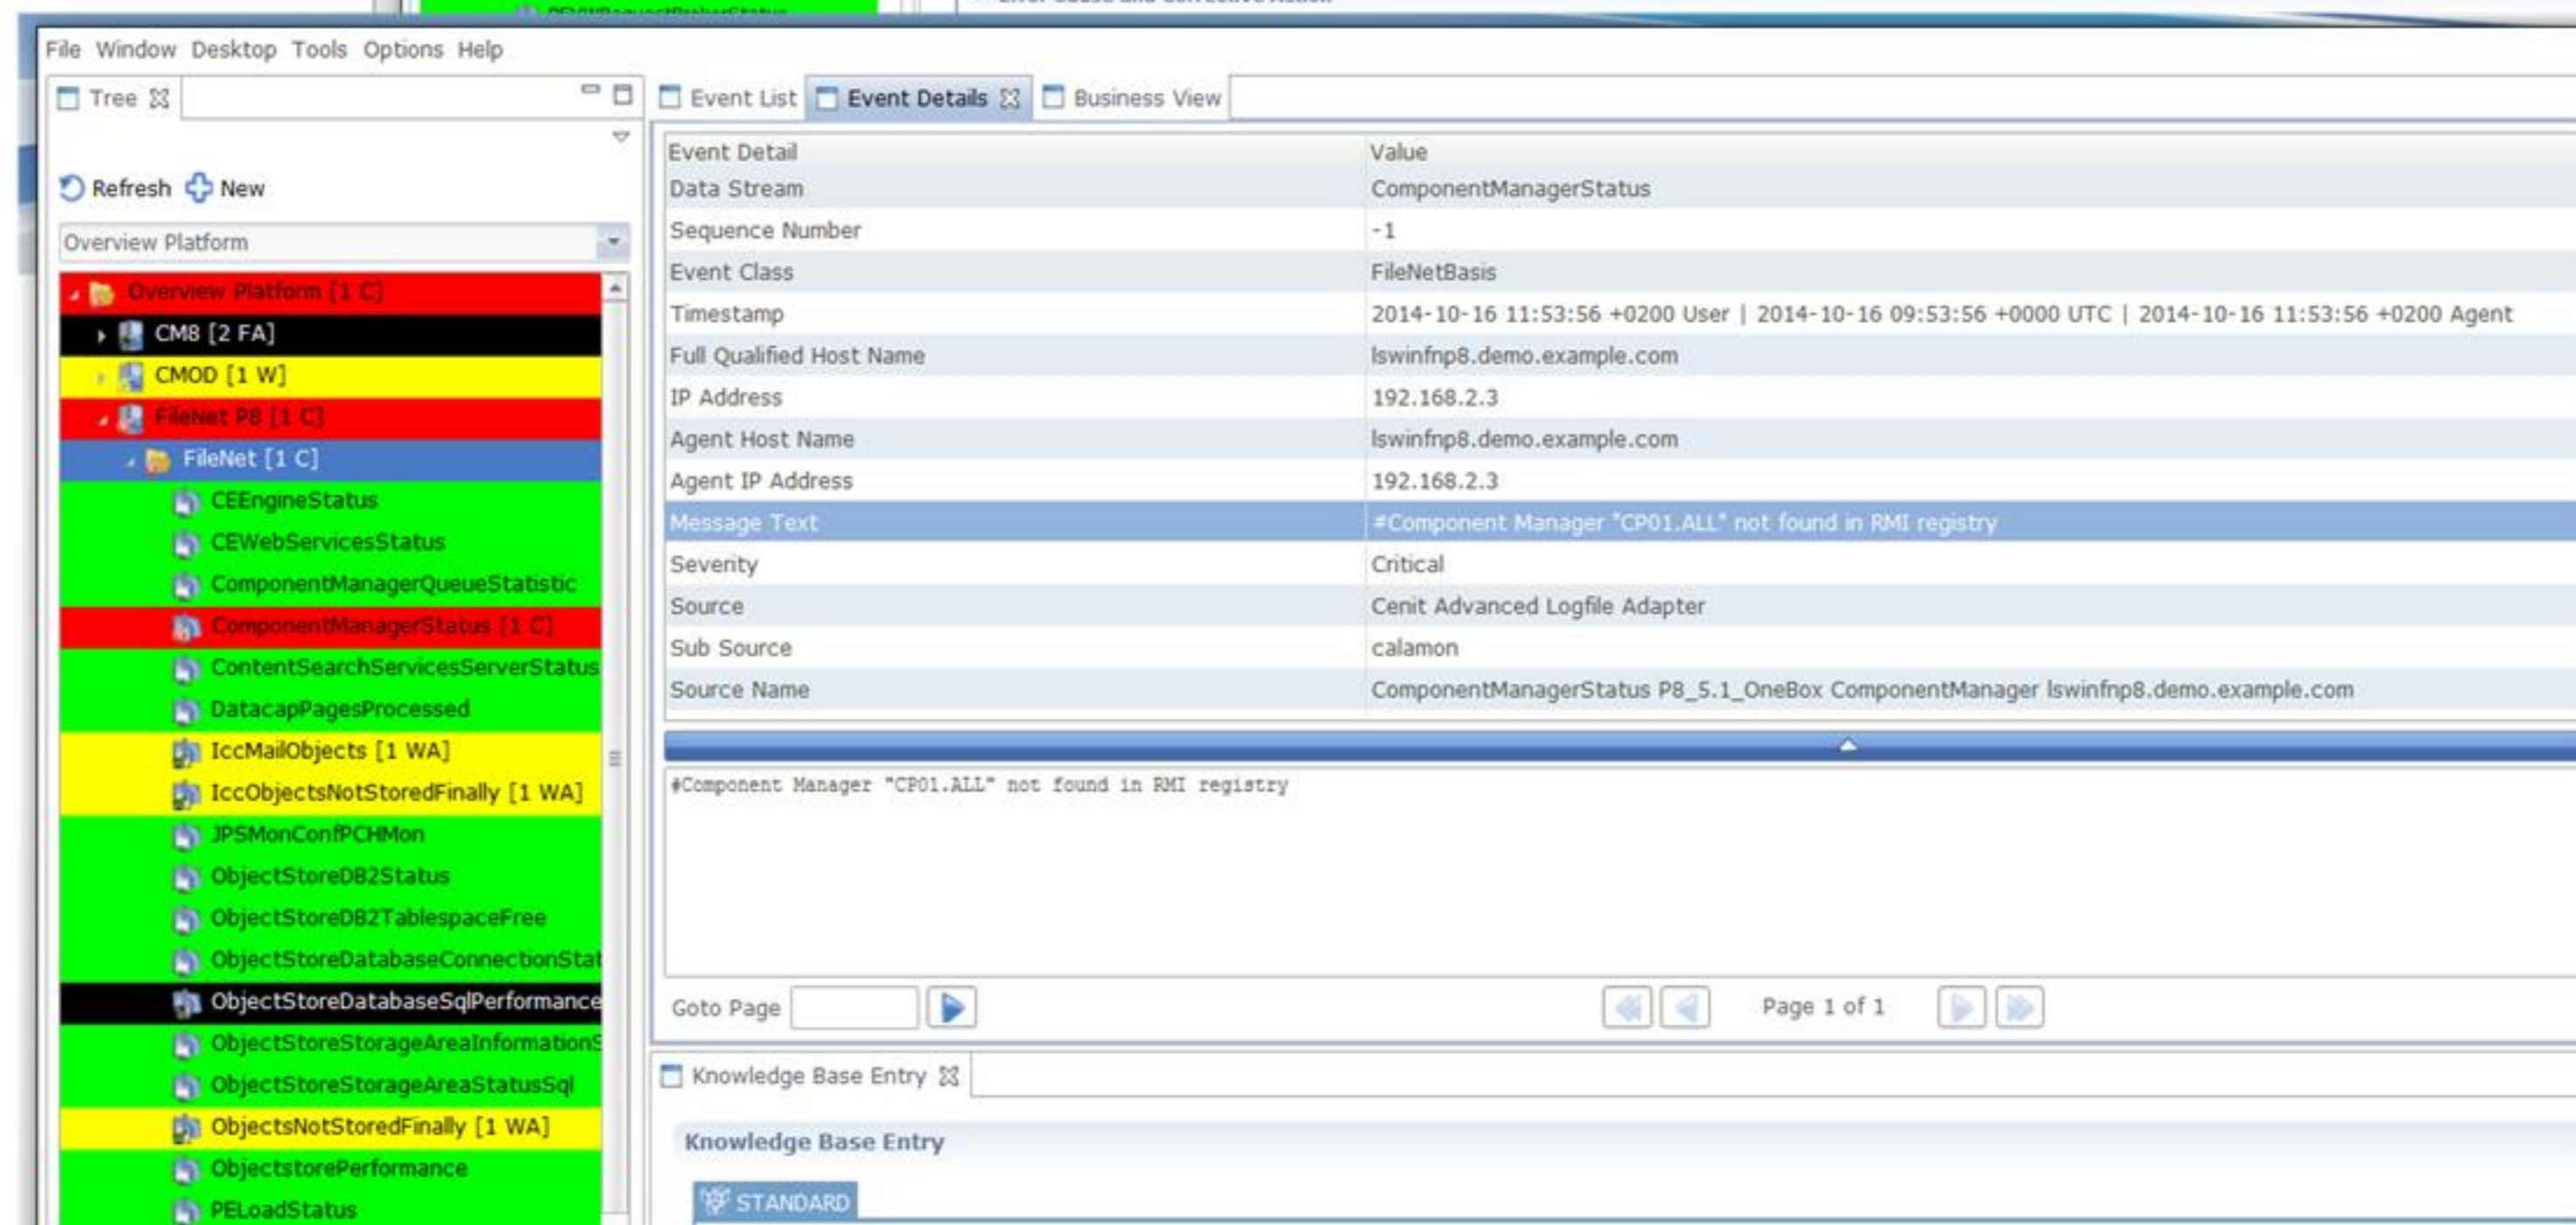 PEVWRequestBrokerStatus
Error Cause and Corrective Action
File Window Desktop Tools Options Help
Tree
Refresh New
Overview Platform
Overview Platform [1 C]
CM8 [2 FA]
CMOD [1 W]
FileNet P8 [1 C]
FileNet [1 C]
CEEngineStatus
CEWebServicesStatus
ComponentManagerQueueStatistic
ComponentManagerStatus [1 C]
ContentSearchServicesServerStatus
DatacapPagesProcessed
IccMailObjects [1 WA]
IccObjectsNotStoredFinally [1 WA]
JPSMonConfPCHMon
ObjectStoreDB2Status
ObjectStoreDB2TablespaceFree
ObjectStoreDatabaseConnectionStat
ObjectStoreDatabaseSqlPerformance
ObjectStoreStorageAreaInformationS
ObjectStoreStorageAreaStatusSql
ObjectsNotStoredFinally [1 WA]
ObjectstorePerformance
PELoadStatus
Event List Event Details Business View
Event Detail Value
Data Stream ComponentManagerStatus
Sequence Number -1
Event Class FileNetBasis
Timestamp 2014-10-16 11:53:56 +0200 User | 2014-10-16 09:53:56 +0000 UTC | 2014-10-16 11:53:56 +0200 Agent
Full Qualified Host Name lswinfnp8.demo.example.com
IP Address 192.168.2.3
Agent Host Name lswinfnp8.demo.example.com
Agent IP Address 192.168.2.3
Message Text #Component Manager "CP01.ALL" not found in RMI registry
Severity Critical
Source Cenit Advanced Logfile Adapter
Sub Source calamon
Source Name ComponentManagerStatus P8_5.1_OneBox ComponentManager lswinfnp8.demo.example.com
#Component Manager "CP01.ALL" not found in RMI registry
Goto Page Page 1 of 1
Knowledge Base Entry
Knowledge Base Entry
STANDARD